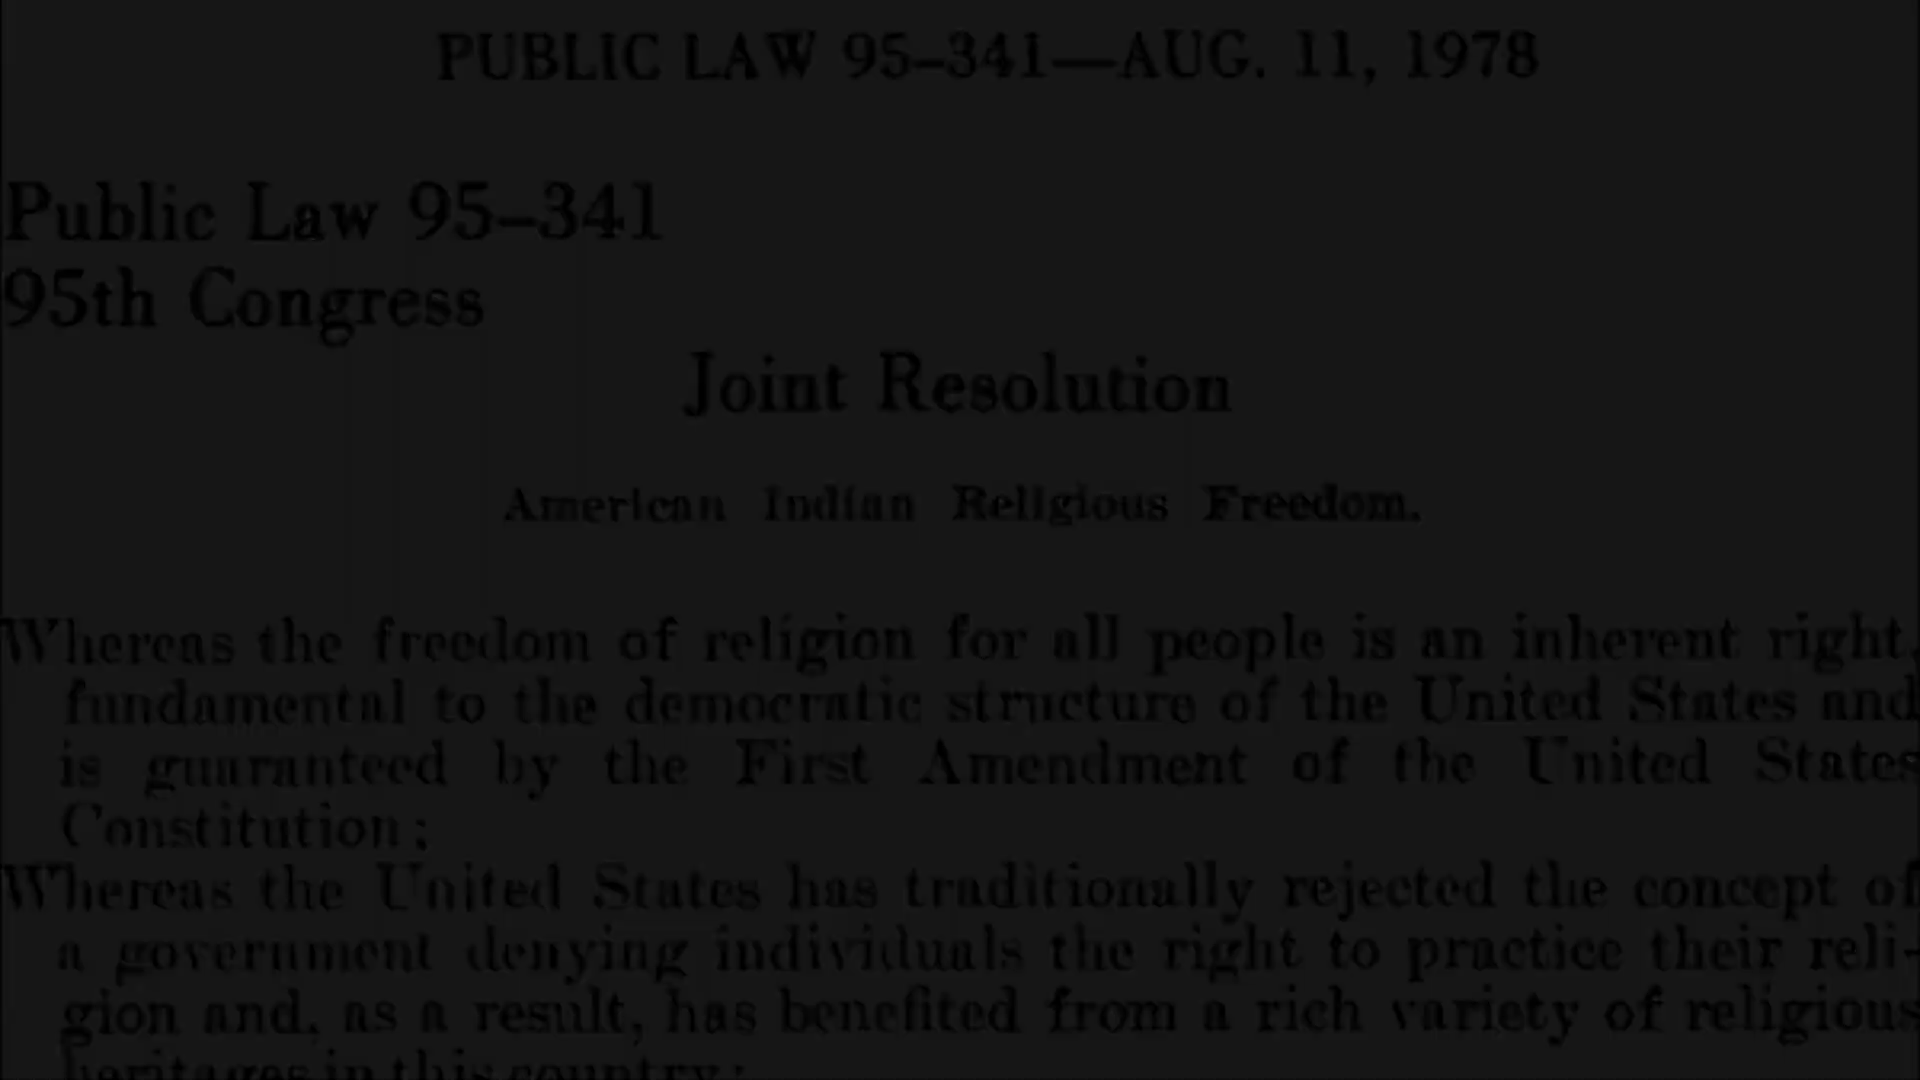 PUBLIC LAW 95–341—AUG. 11, 1978
Public Law 95–341
95th Congress
Joint Resolution
American Indian Religious Freedom.
Whereas the freedom of religion for all people is an inherent right,
fundamental to the democratic structure of the United States and
is guaranteed by the First Amendment of the United States
Constitution;
Whereas the United States has traditionally rejected the concept of
a government denying individuals the right to practice their reli-
gion and, as a result, has benefited from a rich variety of religious
heritages in this country;